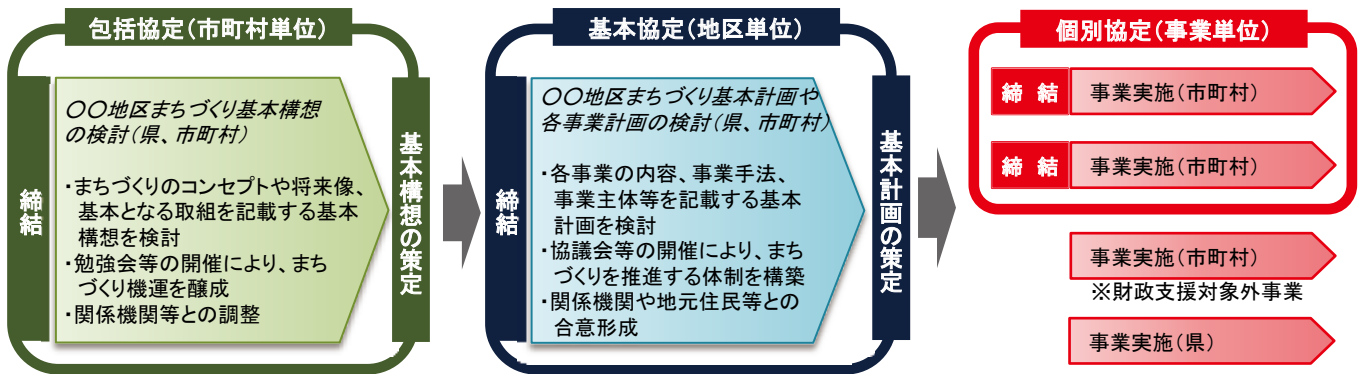 包括協定（市町村単位）
締結
〇〇地区まちづくり基本構想
の検討（県、市町村）
・まちづくりのコンセプトや将来像、
基本となる取組を記載する基本
構想を検討
・勉強会等の開催により、まち
づくり機運を醸成
・関係機関等との調整
基本構想の策定
基本協定（地区単位）
締結
〇〇地区まちづくり基本計画や
各事業計画の検討（県、市町村）
・各事業の内容、事業手法、
事業主体等を記載する基本
計画を検討
・協議会等の開催により、まち
づくりを推進する体制を構築
・関係機関や地元住民等との
合意形成
基本計画の策定
個別協定（事業単位）
締 結
事業実施（市町村）
締 結
事業実施（市町村）
事業実施（市町村）
※財政支援対象外事業
事業実施（県）